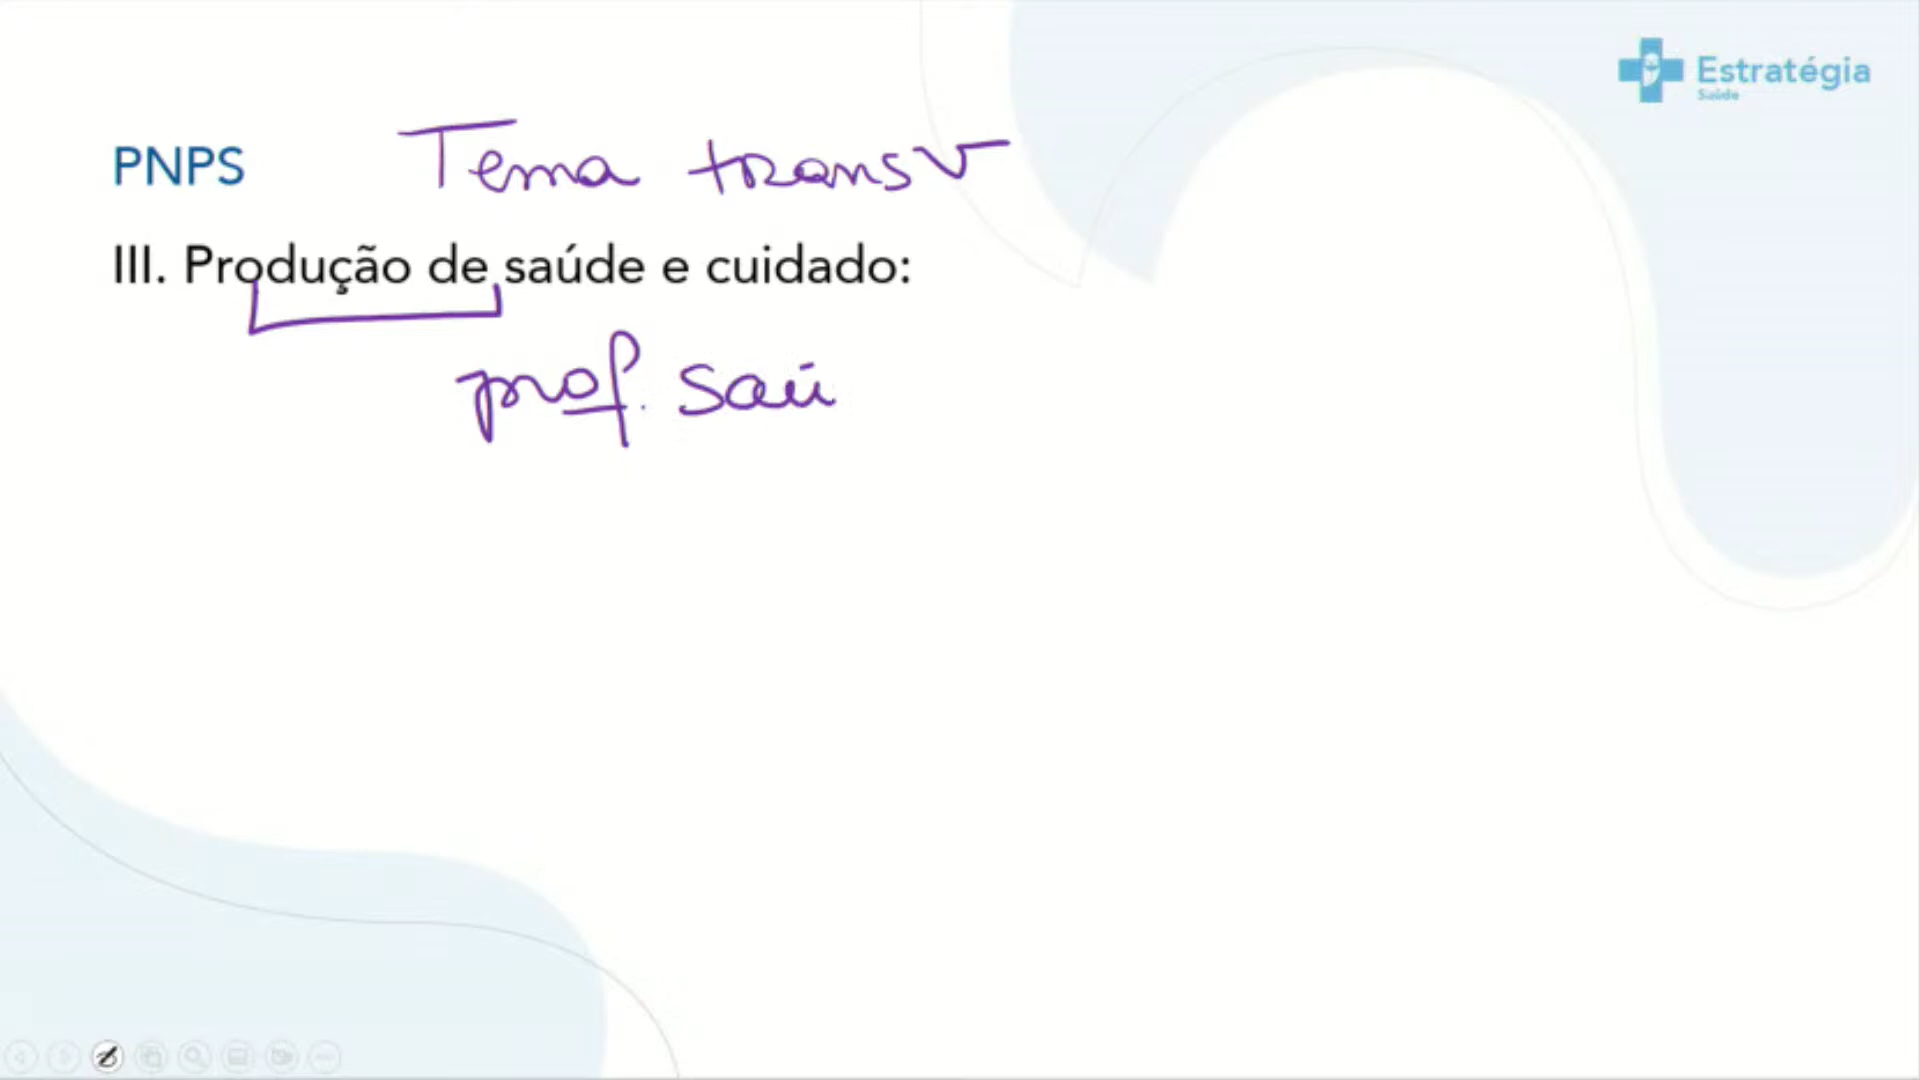 Estratégia
Saúde
PNPS Tema transv
III. Produção de saúde e cuidado:
prof. saú